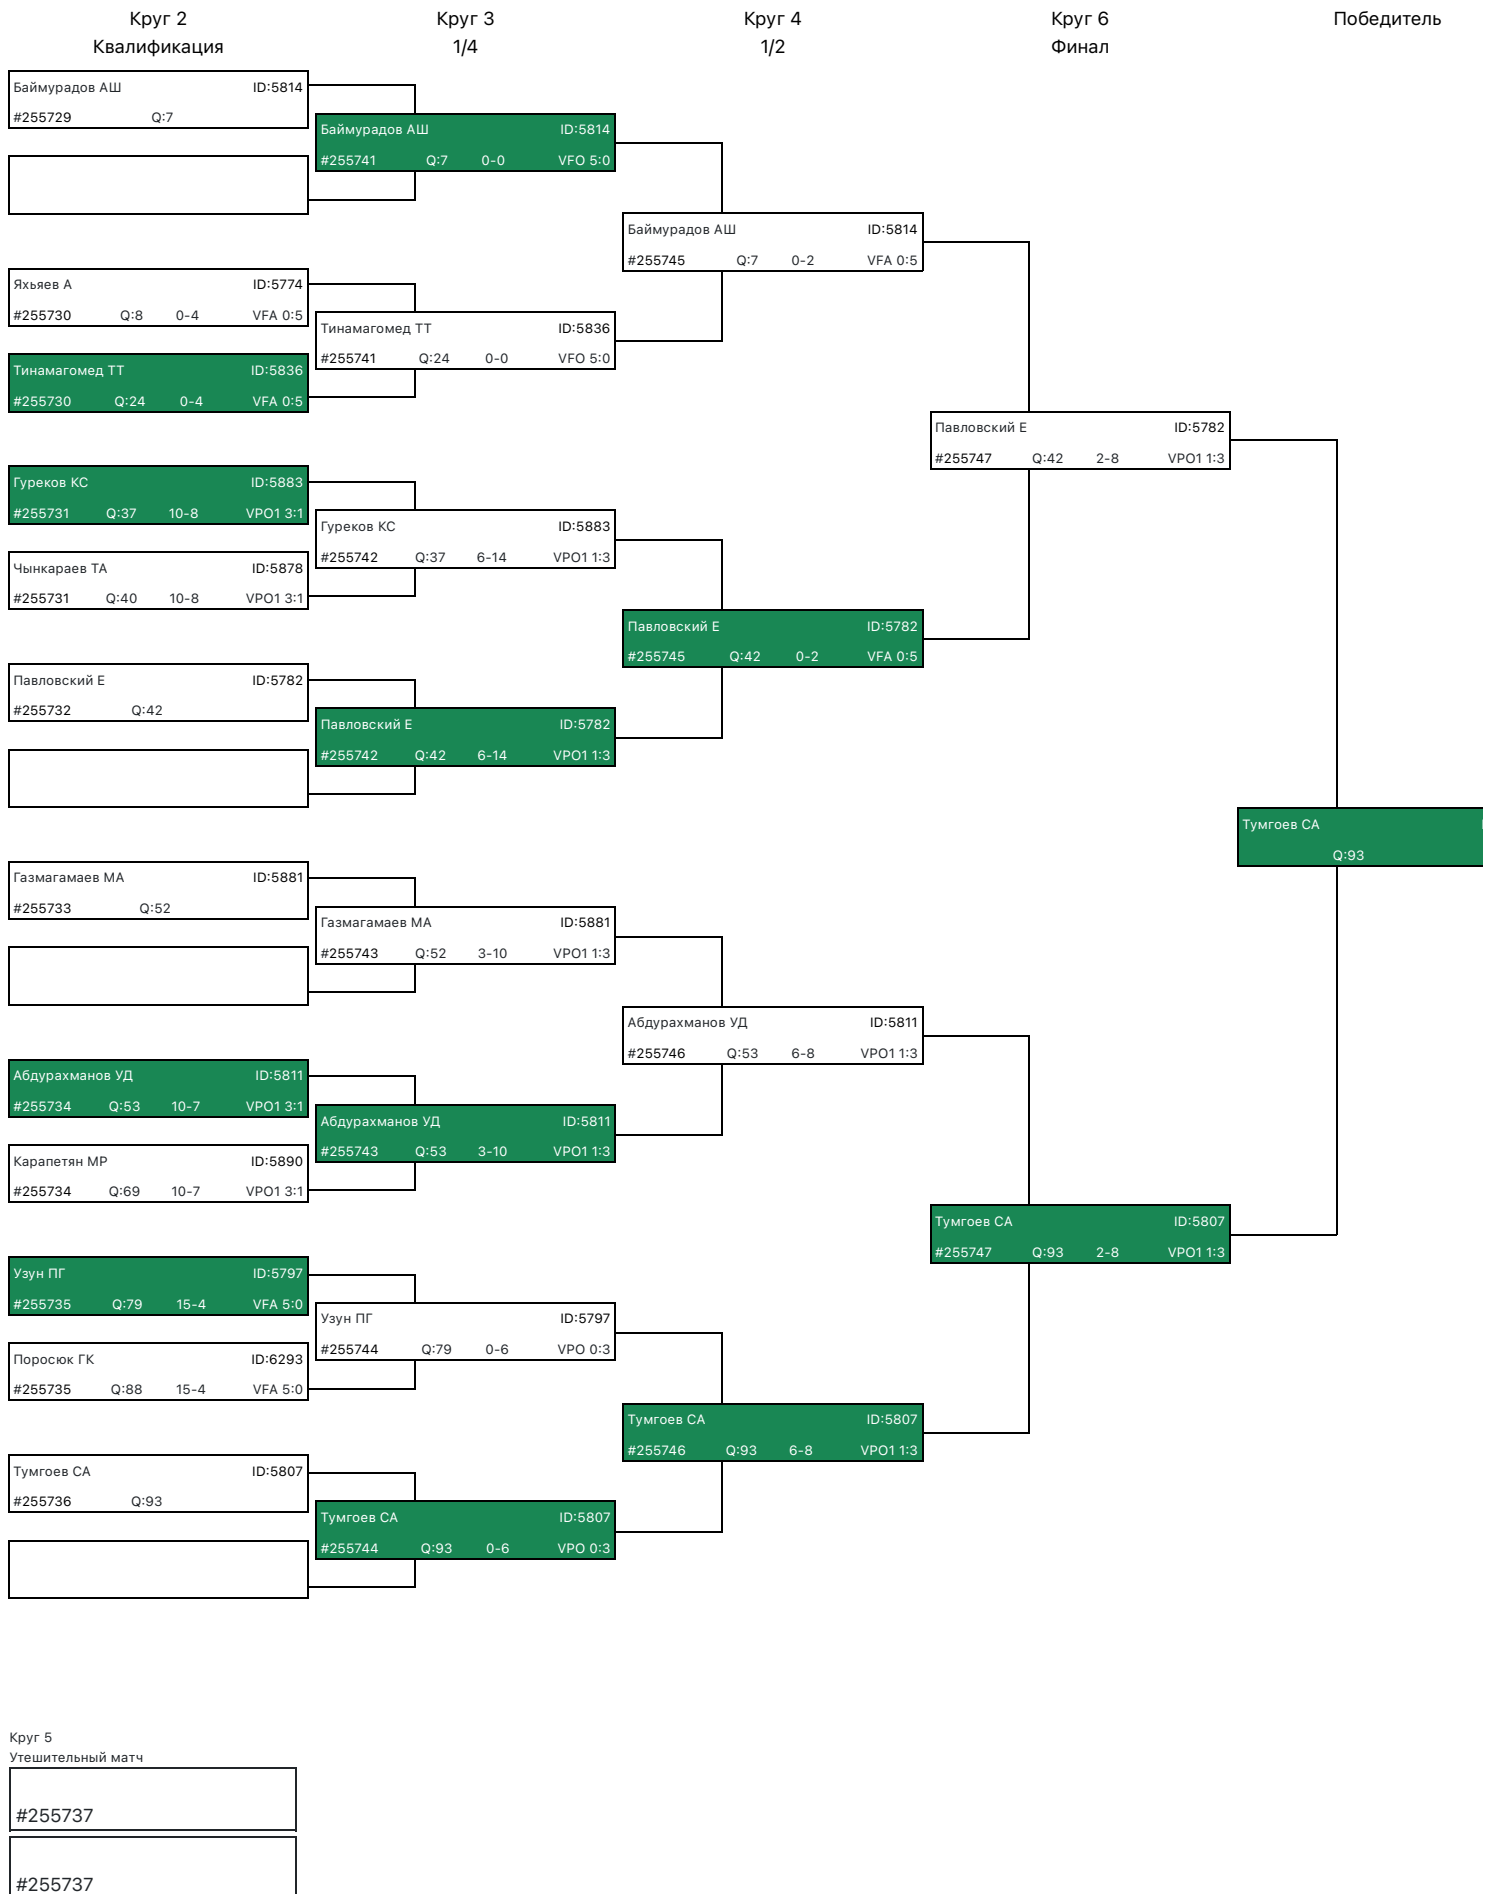 Круг 2
Квалификация
Круг 3
1/4
Круг 4
1/2
Круг 6
Финал
Победитель
Баймурадов АШ ID:5814
#255729 Q:7
Яхьяев А ID:5774
#255730 Q:8 0-4 VFA 0:5
Тинамагомед ТТ ID:5836
#255730 Q:24 0-4 VFA 0:5
Гуреков КС ID:5883
#255731 Q:37 10-8 VPO1 3:1
Чынкараев ТА ID:5878
#255731 Q:40 10-8 VPO1 3:1
Павловский Е ID:5782
#255732 Q:42
Газмагамаев МА ID:5881
#255733 Q:52
Абдурахманов УД ID:5811
#255734 Q:53 10-7 VPO1 3:1
Карапетян МР ID:5890
#255734 Q:69 10-7 VPO1 3:1
Узун ПГ ID:5797
#255735 Q:79 15-4 VFA 5:0
Поросюк ГК ID:6293
#255735 Q:88 15-4 VFA 5:0
Тумгоев СА ID:5807
#255736 Q:93
Баймурадов АШ ID:5814
#255741 Q:7 0-0 VFO 5:0
Тинамагомед ТТ ID:5836
#255741 Q:24 0-0 VFO 5:0
Гуреков КС ID:5883
#255742 Q:37 6-14 VPO1 1:3
Павловский Е ID:5782
#255742 Q:42 6-14 VPO1 1:3
Газмагамаев МА ID:5881
#255743 Q:52 3-10 VPO1 1:3
Абдурахманов УД ID:5811
#255743 Q:53 3-10 VPO1 1:3
Узун ПГ ID:5797
#255744 Q:79 0-6 VPO 0:3
Тумгоев СА ID:5807
#255744 Q:93 0-6 VPO 0:3
Баймурадов АШ ID:5814
#255745 Q:7 0-2 VFA 0:5
Павловский Е ID:5782
#255745 Q:42 0-2 VFA 0:5
Абдурахманов УД ID:5811
#255746 Q:53 6-8 VPO1 1:3
Тумгоев СА ID:5807
#255746 Q:93 6-8 VPO1 1:3
Павловский Е ID:5782
#255747 Q:42 2-8 VPO1 1:3
Тумгоев СА ID:5807
#255747 Q:93 2-8 VPO1 1:3
Тумгоев СА
Q:93
Круг 5
Утешительный матч
#255737
#255737